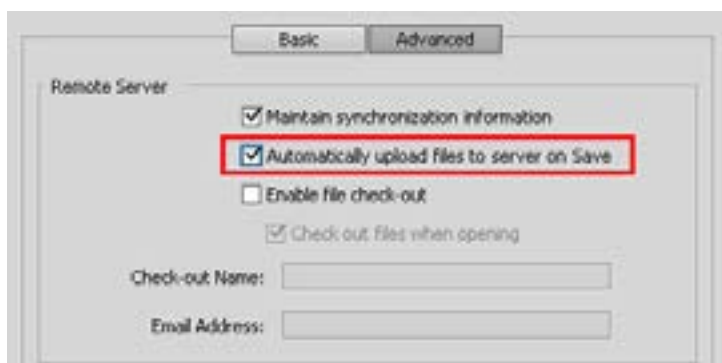 Basic Advanced
Remote Server
Maintain synchronization information
Automatically upload files to server on Save
Enable file check-out
Check out files when opening
Check-out Name:
Email Address: